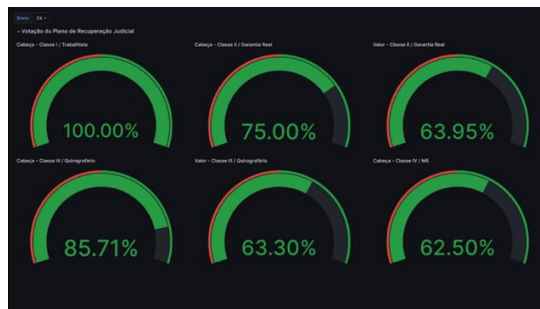 Evento 24
Votação do Plano de Recuperação Judicial
Cabeça - Classe I / Trabalhista
Cabeça - Classe II / Garantia Real
Valor - Classe II / Garantia Real
100.00%
75.00%
63.95%
Cabeça - Classe III / Quirografário
Valor - Classe III / Quirografário
Cabeça - Classe IV / ME
85.71%
63.30%
62.50%